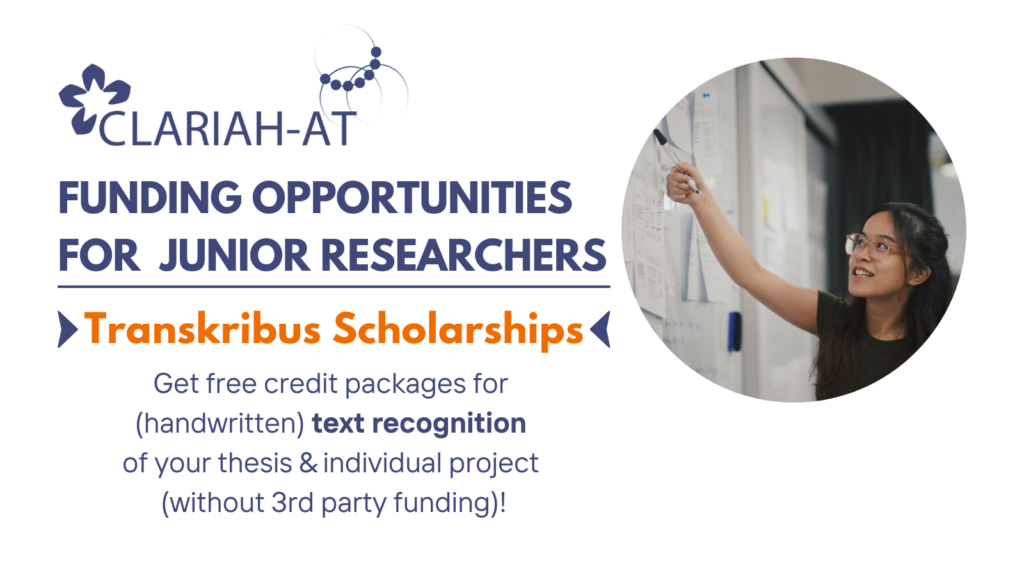 CLARIAH-AT
FUNDING OPPORTUNITIES
FOR JUNIOR RESEARCHERS
Transkribus Scholarships
Get free credit packages for
(handwritten) text recognition
of your thesis & individual project
(without 3rd party funding)!